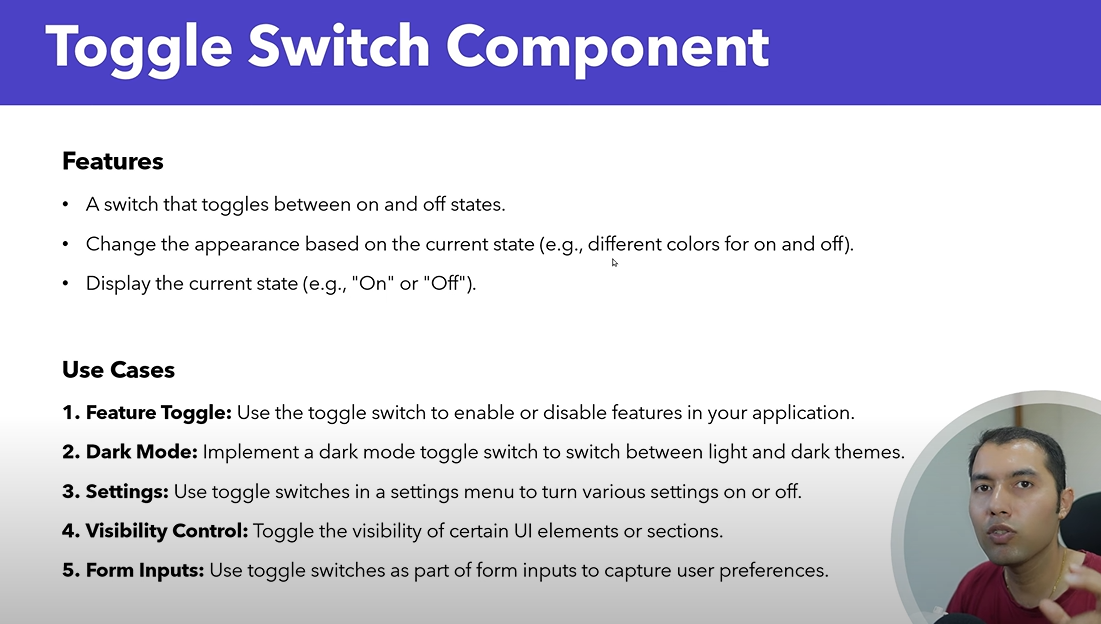 Toggle Switch Component
Features
• A switch that toggles between on and off states.
• Change the appearance based on the current state (e.g., different colors for on and off).
• Display the current state (e.g., "On" or "Off").
Use Cases
1. Feature Toggle: Use the toggle switch to enable or disable features in your application.
2. Dark Mode: Implement a dark mode toggle switch to switch between light and dark themes.
3. Settings: Use toggle switches in a settings menu to turn various settings on or off.
4. Visibility Control: Toggle the visibility of certain UI elements or sections.
5. Form Inputs: Use toggle switches as part of form inputs to capture user preferences.